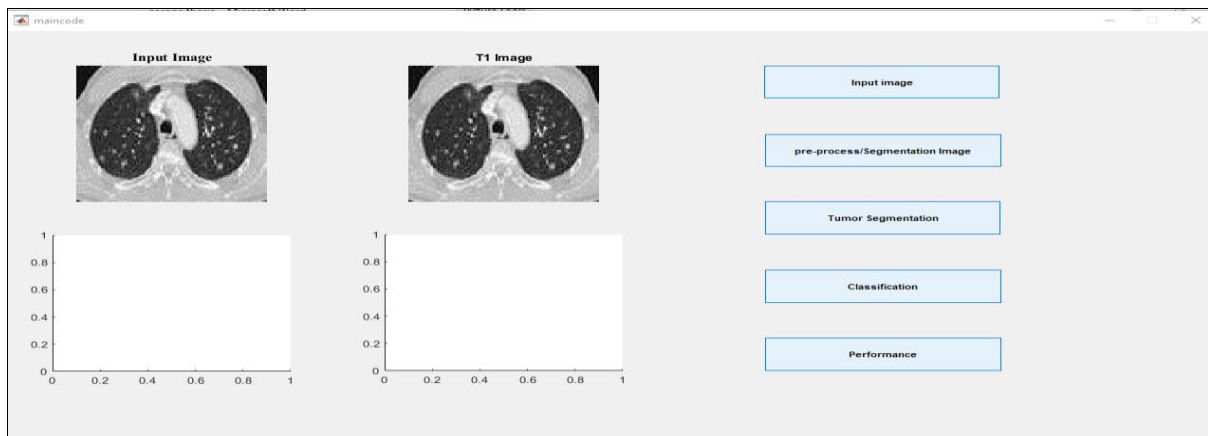 maincode
Input Image
T1 Image
Input image
pre-process/Segmentation Image
Tumor Segmentation
Classification
Performance
1
0.8
0.6
0.4
0.2
0
0 0.2 0.4 0.6 0.8 1
1
0.8
0.6
0.4
0.2
0
0 0.2 0.4 0.6 0.8 1